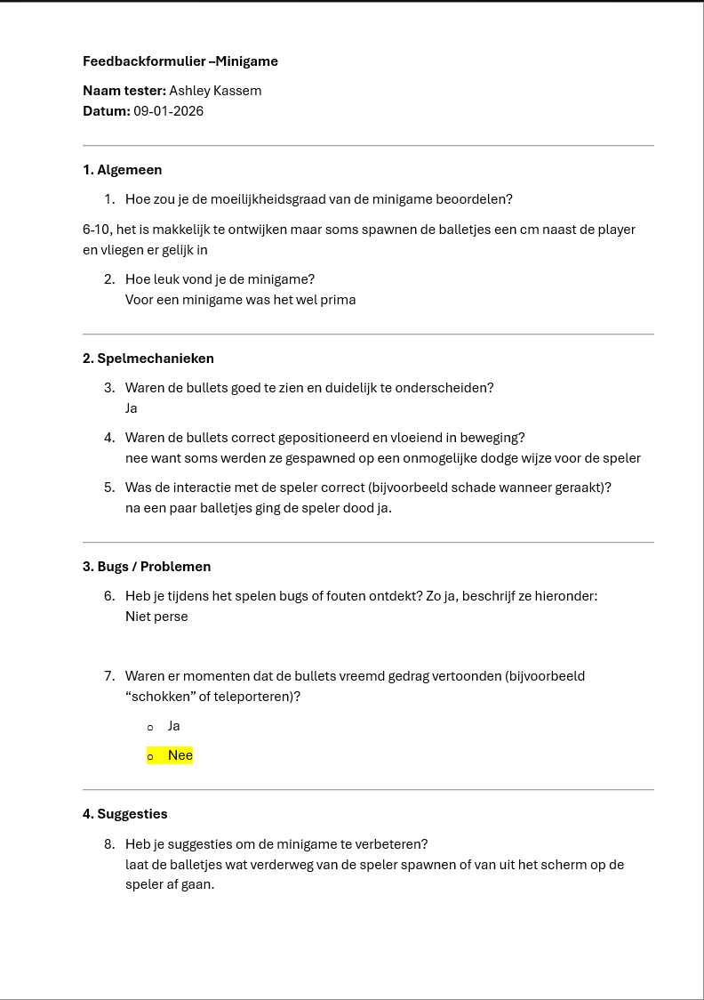 Feedbackformulier –Minigame
Naam tester: Ashley Kassem
Datum: 09-01-2026
1. Algemeen
1. Hoe zou je de moeilijkheidsgraad van de minigame beoordelen?
6-10, het is makkelijk te ontwijken maar soms spawnen de balletjes een cm naast de player
en vliegen er gelijk in
2. Hoe leuk vond je de minigame?
Voor een minigame was het wel prima
2. Spelmechanieken
3. Waren de bullets goed te zien en duidelijk te onderscheiden?
Ja
4. Waren de bullets correct gepositioneerd en vloeiend in beweging?
nee want soms werden ze gespawned op een onmogelijke dodge wijze voor de speler
5. Was de interactie met de speler correct (bijvoorbeeld schade wanneer geraakt)?
na een paar balletjes ging de speler dood ja.
3. Bugs / Problemen
6. Heb je tijdens het spelen bugs of fouten ontdekt? Zo ja, beschrijf ze hieronder:
Niet perse
7. Waren er momenten dat de bullets vreemd gedrag vertoonden (bijvoorbeeld
“schokken” of teleporteren)?
o Ja
o Nee
4. Suggesties
8. Heb je suggesties om de minigame te verbeteren?
laat de balletjes wat verderweg van de speler spawnen of van uit het scherm op de
speler af gaan.